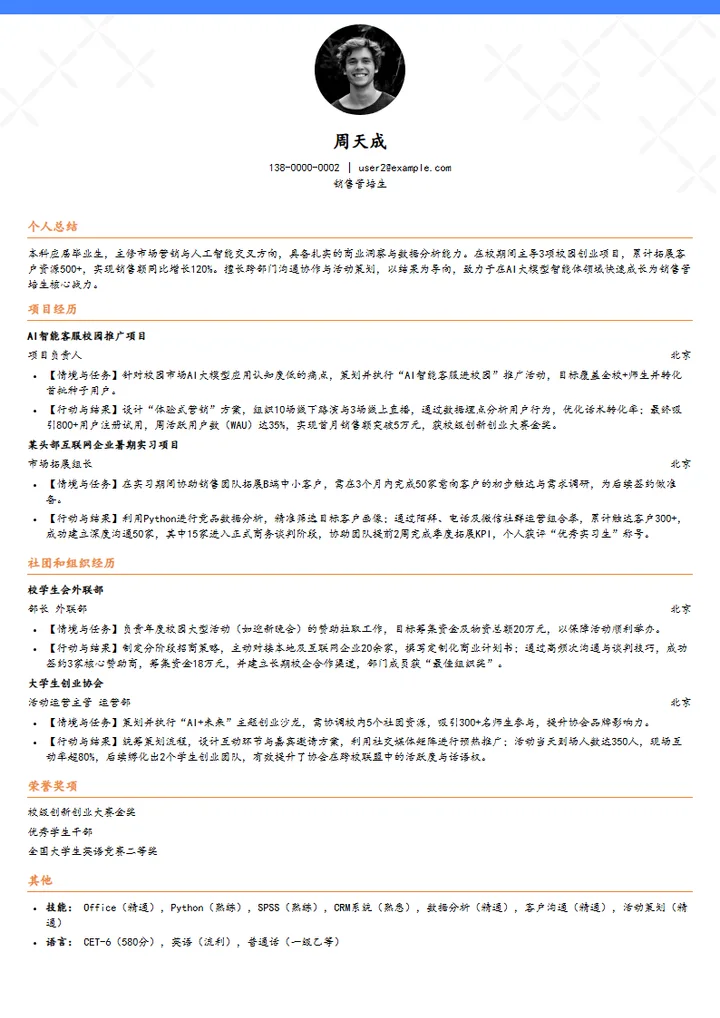 周天成
138-0000-0002 | user2@example.com
销售管培生
个人总结
本科应届毕业生，主修市场营销与人工智能交叉方向，具备扎实的商业洞察与数据分析能力。在校期间主导3项校园创业项目，累计拓展客
户资源500+，实现销售额同比增长120%。擅长跨部门沟通协作与活动策划，以结果为导向，致力于在AI大模型智能体领域快速成长为销售管
培生核心战力。
项目经历
AI智能客服校园推广项目
项目负责人 北京
• 【情境与任务】针对校园市场AI大模型应用认知度低的痛点，策划并执行“AI智能客服进校园”推广活动，目标覆盖全校+师生并转化
首批种子用户。
• 【行动与结果】设计“体验式营销”方案，组织10场线下路演与3场线上直播，通过数据埋点分析用户行为，优化话术转化率；最终吸
引800+用户注册试用，周活跃用户数（WAU）达35%，实现首月销售额突破5万元，获校级创新创业大赛金奖。
某头部互联网企业暑期实习项目
市场拓展组长 北京
• 【情境与任务】在实习期间协助销售团队拓展B端中小客户，需在3个月内完成50家意向客户的初步触达与需求调研，为后续签约做准
备。
• 【行动与结果】利用Python进行竞品数据分析，精准筛选目标客户画像；通过陌拜、电话及微信社群运营组合拳，累计触达客户300+，
成功建立深度沟通50家，其中15家进入正式商务谈判阶段，协助团队提前2周完成季度拓展KPI，个人获评“优秀实习生”称号。
社团和组织经历
校学生会外联部
部长 外联部 北京
• 【情境与任务】负责年度校园大型活动（如迎新晚会）的赞助拉取工作，目标筹集资金及物资总额20万元，以保障活动顺利举办。
• 【行动与结果】制定分阶段招商策略，主动对接本地及互联网企业20余家，撰写定制化商业计划书；通过高频次沟通与谈判技巧，成功
签约3家核心赞助商，筹集资金18万元，并建立长期校企合作渠道，部门成员获“最佳组织奖”。
大学生创业协会
活动运营主管 运营部 北京
• 【情境与任务】策划并执行“AI+未来”主题创业沙龙，需协调校内5个社团资源，吸引300+名师生参与，提升协会品牌影响力。
• 【行动与结果】统筹策划流程，设计互动环节与嘉宾邀请方案，利用社交媒体矩阵进行预热推广；活动当天到场人数达350人，现场互
动率超80%，后续孵化出2个学生创业团队，有效提升了协会在跨校联盟中的活跃度与话语权。
荣誉奖项
校级创新创业大赛金奖
优秀学生干部
全国大学生英语竞赛二等奖
其他
• 技能： Office（精通），Python（熟练），SPSS（熟练），CRM系统（熟悉），数据分析（精通），客户沟通（精通），活动策划（精
通）
• 语言： CET-6（580分），英语（流利），普通话（一级乙等）